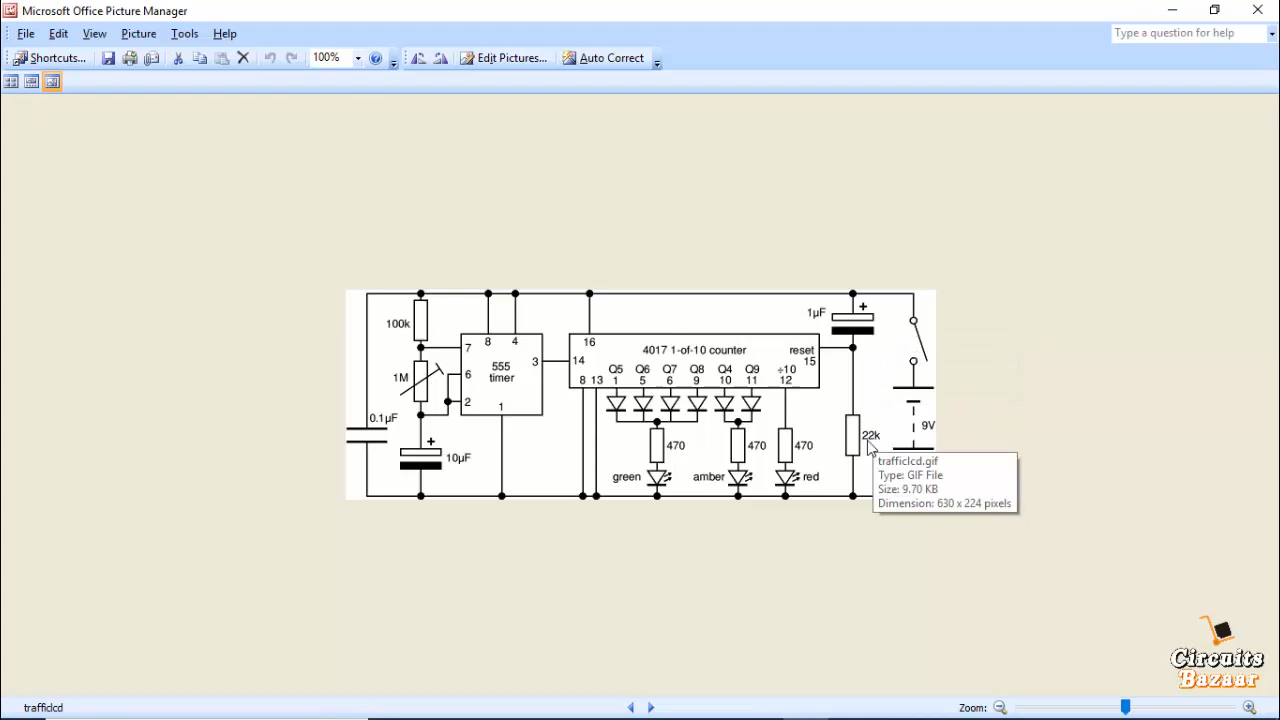 Microsoft Office Picture Manager
File Edit View Picture Tools Help
Type a question for help
Shortcuts... 100% Edit Pictures... Auto Correct
1µF
100k
8 4 16 4017 1-of-10 counter reset
7 3 14 15
555
timer
1M 6
Q5 Q6 Q7 Q8 Q4 Q9 ÷10
8 13 1 5 6 9 10 11 12
2 1
0.1µF 9V
22k
470 470 470
10µF
green amber red
trafficlcd.gif
Type: GIF File
Size: 9.70 KB
Dimension: 630 x 224 pixels
Circuits
Bazaar
trafficlcd Zoom: